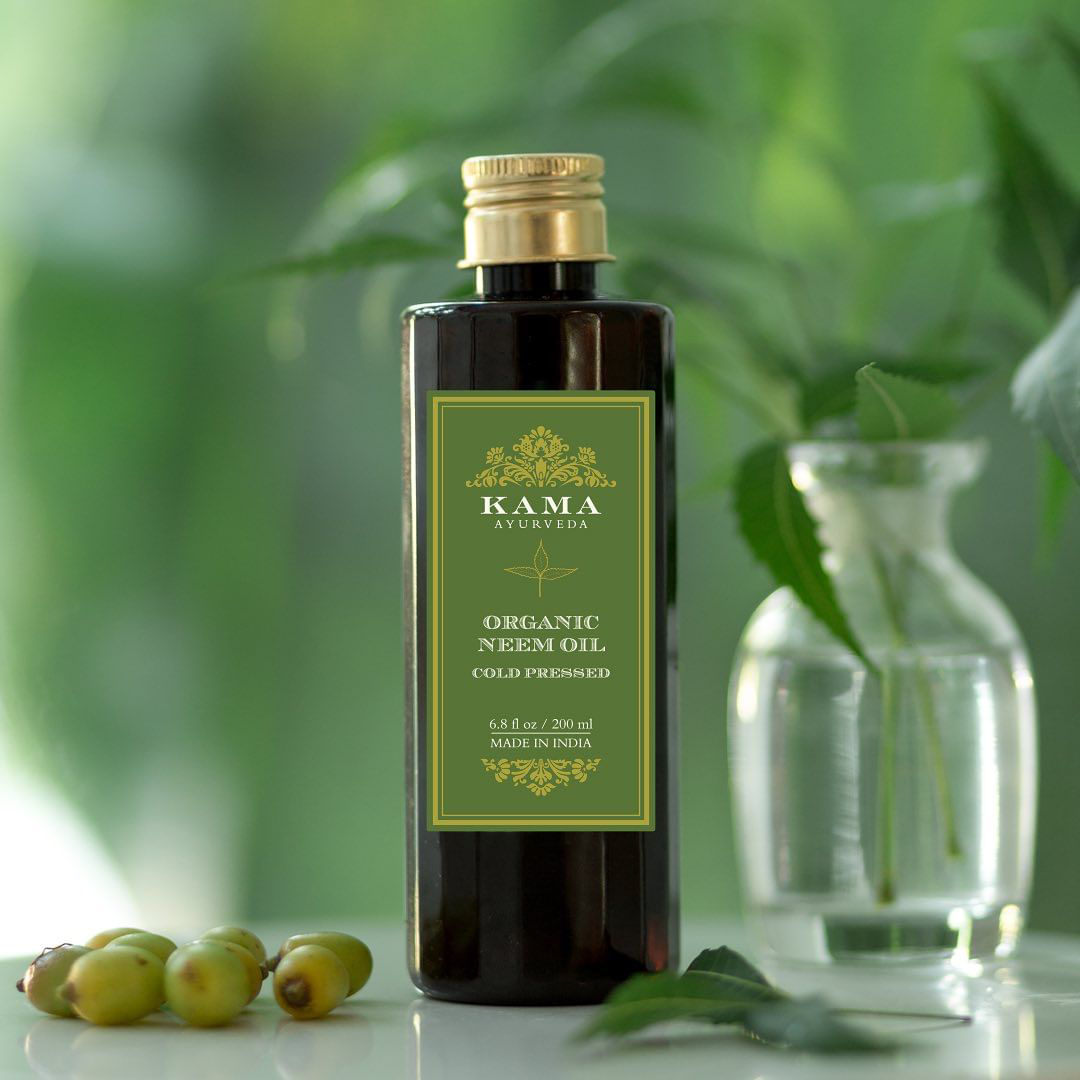 KAMA
AYURVEDA
ORGANIC
NEEM OIL
COLD PRESSED
6.8 fl oz / 200 ml
MADE IN INDIA